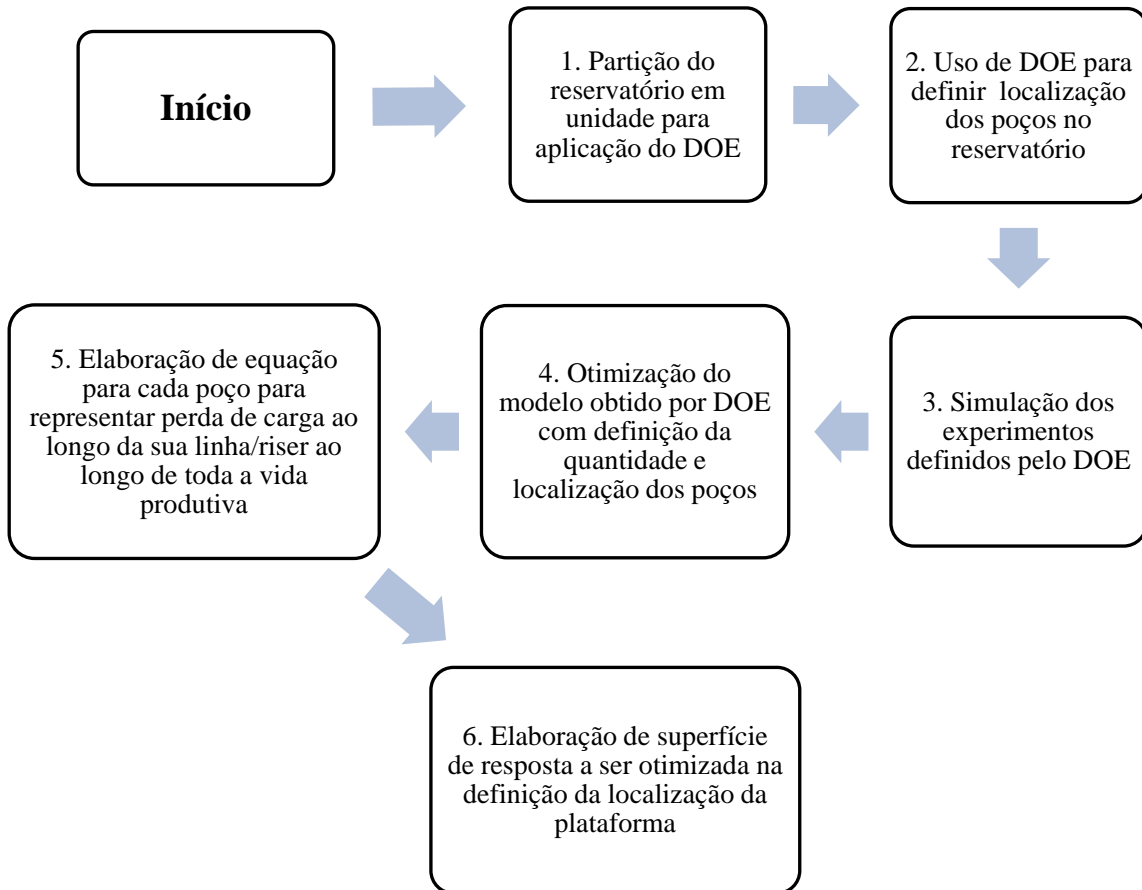 Início
1. Partição do
reservatório em
unidade para
aplicação do DOE
2. Uso de DOE para
definir localização
dos poços no
reservatório
3. Simulação dos
experimentos
definidos pelo DOE
4. Otimização do
modelo obtido por DOE
com definição da
quantidade e
localização dos poços
5. Elaboração de equação
para cada poço para
representar perda de carga ao
longo da sua linha/riser ao
longo de toda a vida
produtiva
6. Elaboração de superfície
de resposta a ser otimizada na
definição da localização da
plataforma